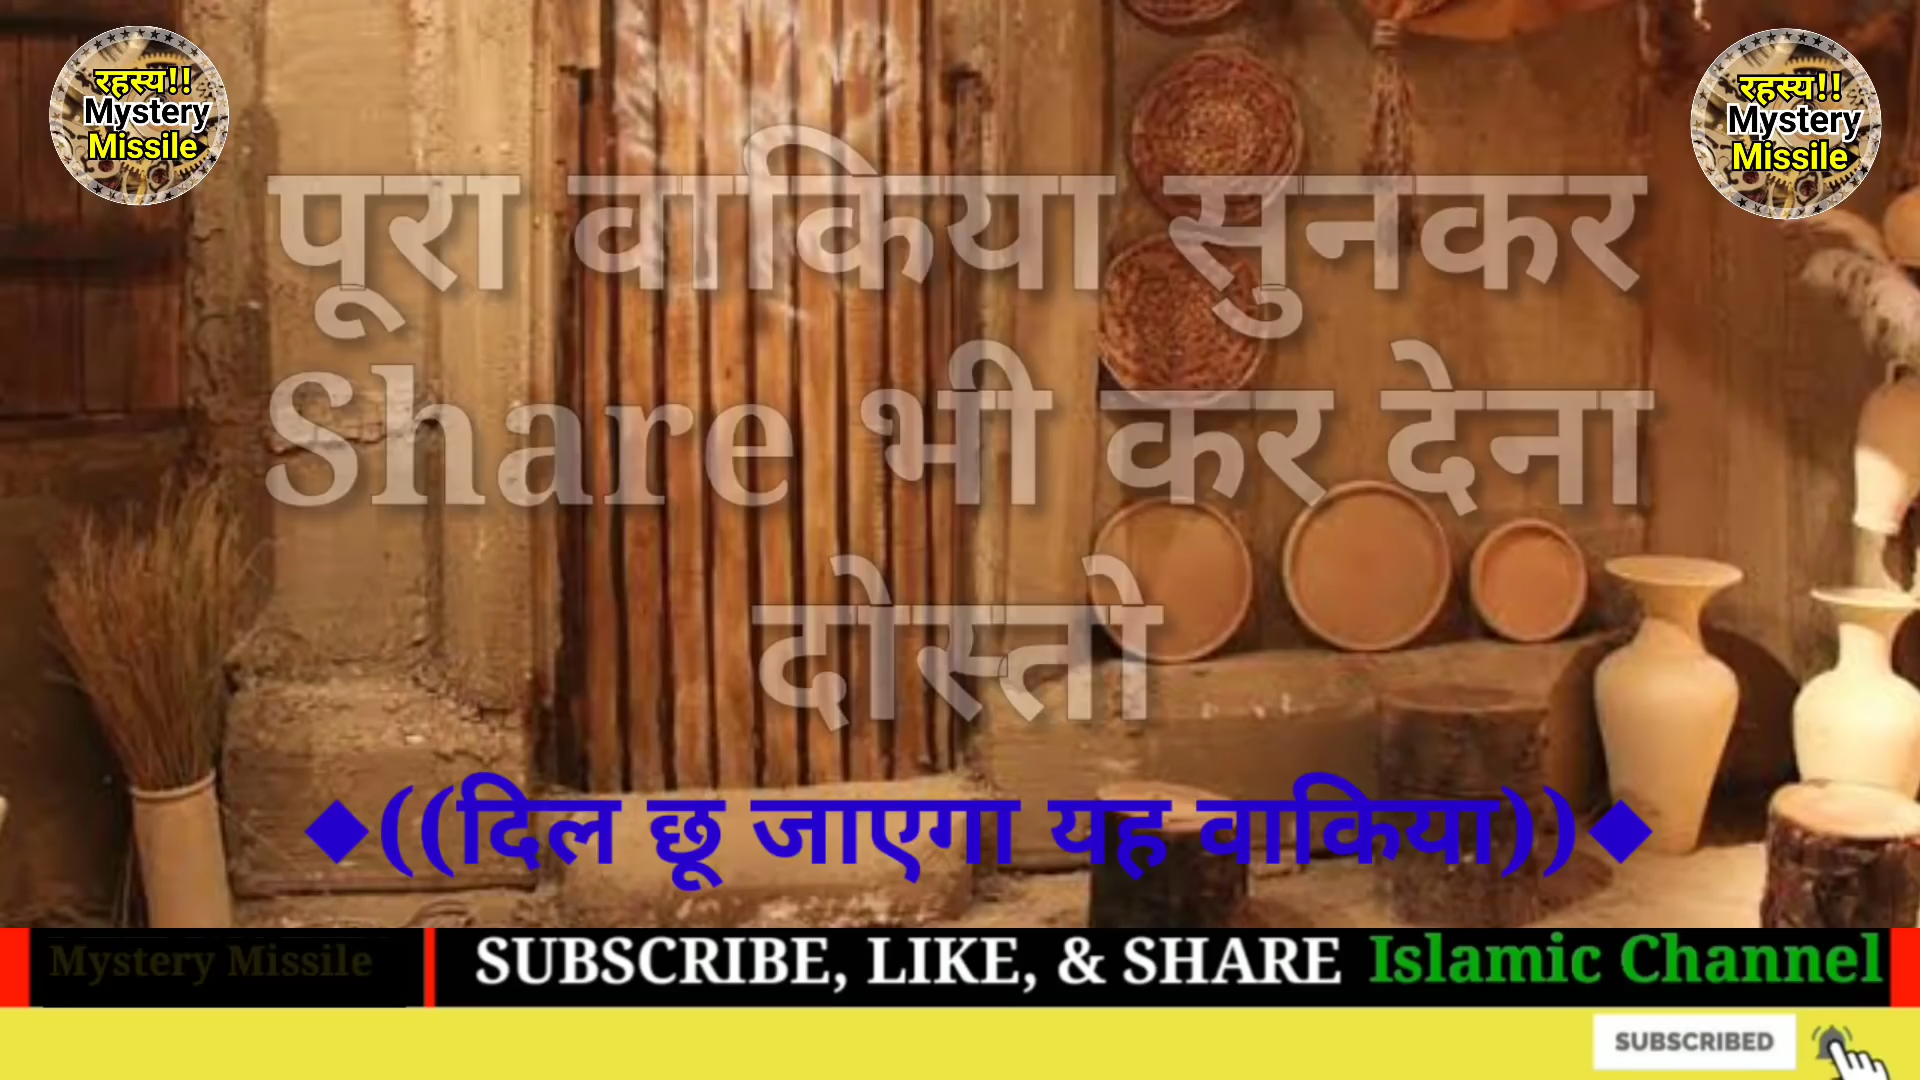 रहस्य!!
Mystery
Missile
रहस्य!!
Mystery
Missile
पूरा वाकिया सुनकर
Share भी कर देना
दोस्तो
◆((दिल छू जाएगा यह वाकिया))◆
Mystery Missile
SUBSCRIBE, LIKE, & SHARE Islamic Channel
SUBSCRIBED